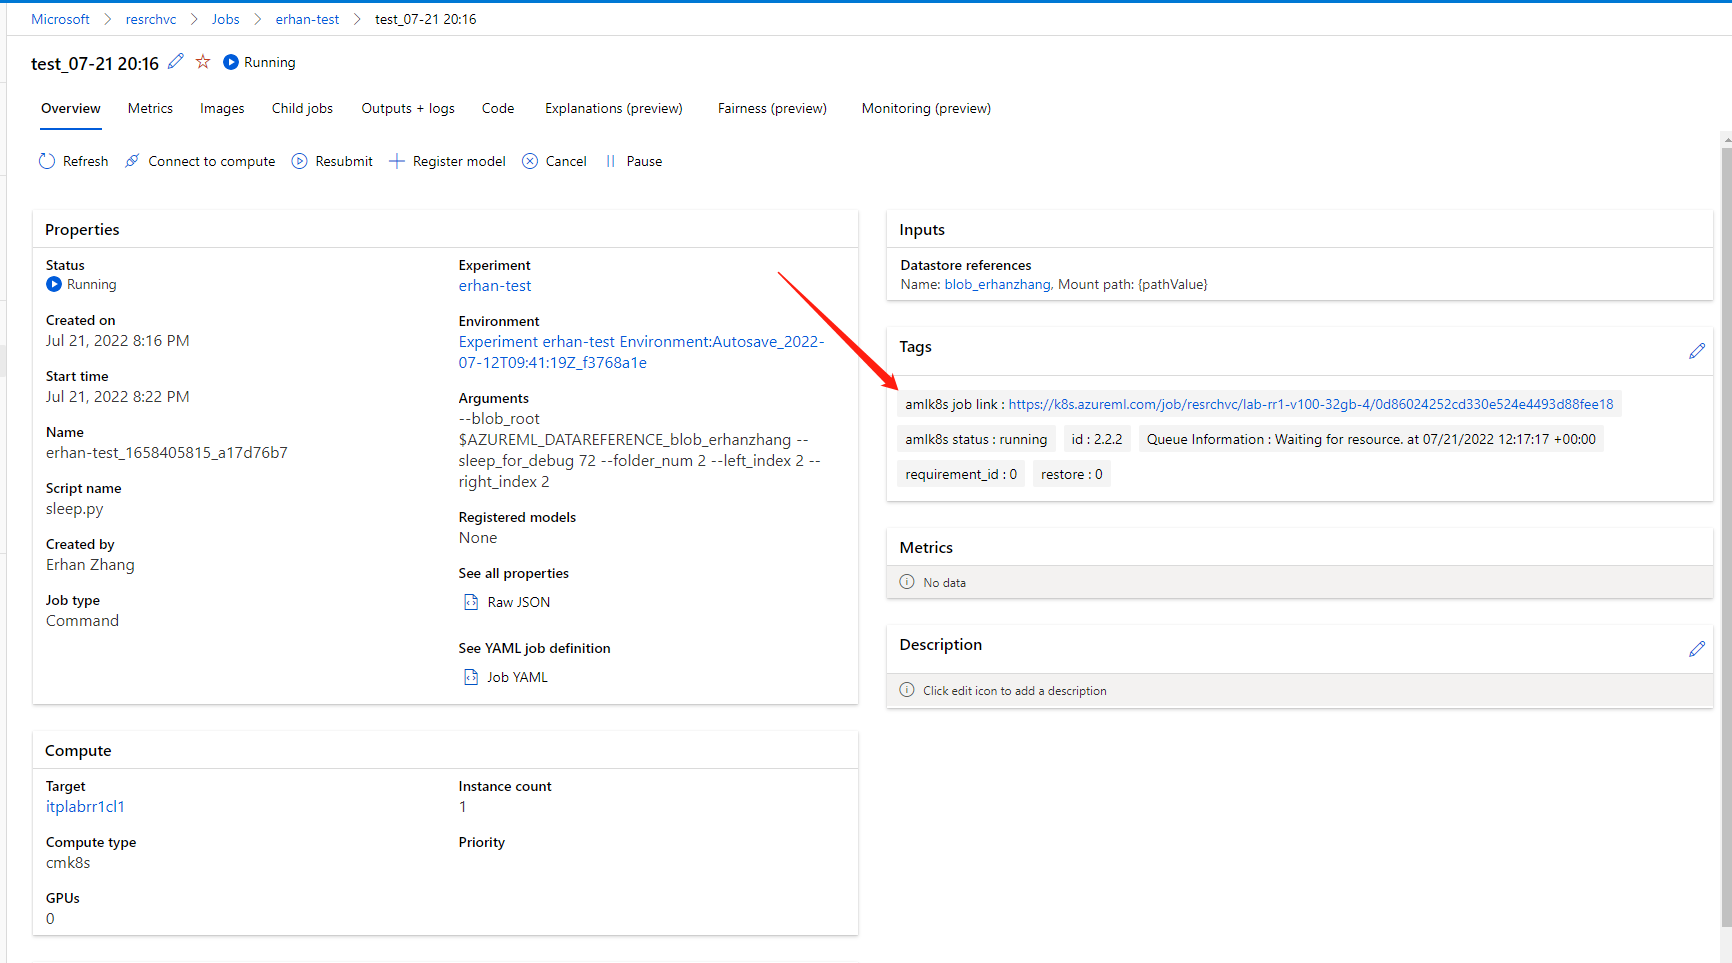 Microsoft > resrchvc > Jobs > erhan-test > test_07-21 20:16
test_07-21 20:16 Running
Overview Metrics Images Child jobs Outputs + logs Code Explanations (preview) Fairness (preview) Monitoring (preview)
Refresh Connect to compute Resubmit Register model Cancel Pause
Properties
Status
Running
Created on
Jul 21, 2022 8:16 PM
Start time
Jul 21, 2022 8:22 PM
Name
erhan-test_1658405815_a17d76b7
Script name
sleep.py
Created by
Erhan Zhang
Job type
Command
Experiment
erhan-test
Environment
Experiment erhan-test Environment:Autosave_2022-
07-12T09:41:19Z_f3768a1e
Arguments
--blob_root
$AZUREML_DATAREFERENCE_blob_erhanzhang --
sleep_for_debug 72 --folder_num 2 --left_index 2 --
right_index 2
Registered models
None
See all properties
Raw JSON
See YAML job definition
Job YAML
Compute
Target
itplabrr1cl1
Compute type
cmk8s
GPUs
0
Instance count
1
Priority
Inputs
Datastore references
Name: blob_erhanzhang, Mount path: {pathValue}
Tags
amlk8s job link : https://k8s.azureml.com/job/resrchvc/lab-rr1-v100-32gb-4/0d86024252cd330e524e4493d88fee18
amlk8s status : running id : 2.2.2 Queue Information : Waiting for resource. at 07/21/2022 12:17:17 +00:00
requirement_id : 0 restore : 0
Metrics
No data
Description
Click edit icon to add a description